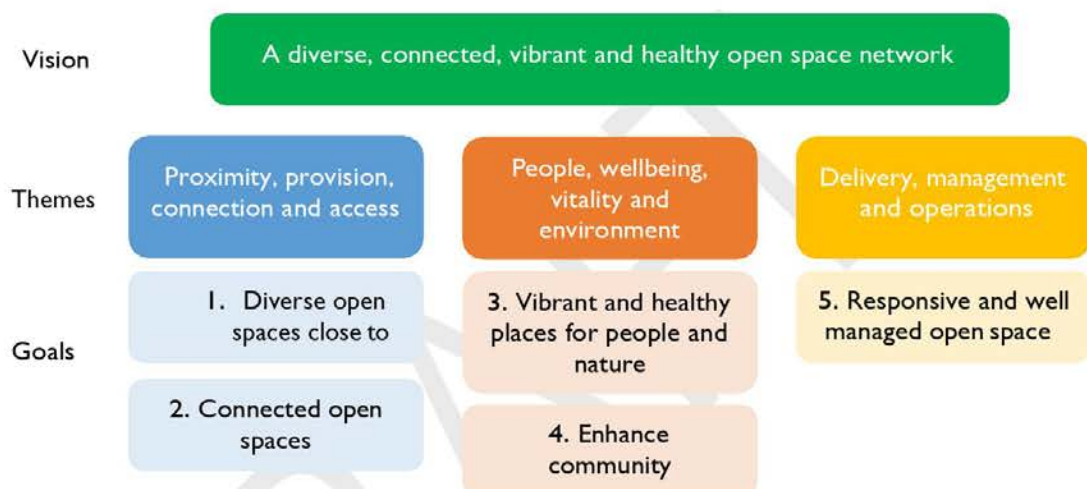 Vision
A diverse, connected, vibrant and healthy open space network
Themes
Proximity, provision,
connection and access
People, wellbeing,
vitality and
environment
Delivery, management
and operations
Goals
1. Diverse open
spaces close to
2. Connected open
spaces
3. Vibrant and healthy
places for people and
nature
4. Enhance
community
5. Responsive and well
managed open space